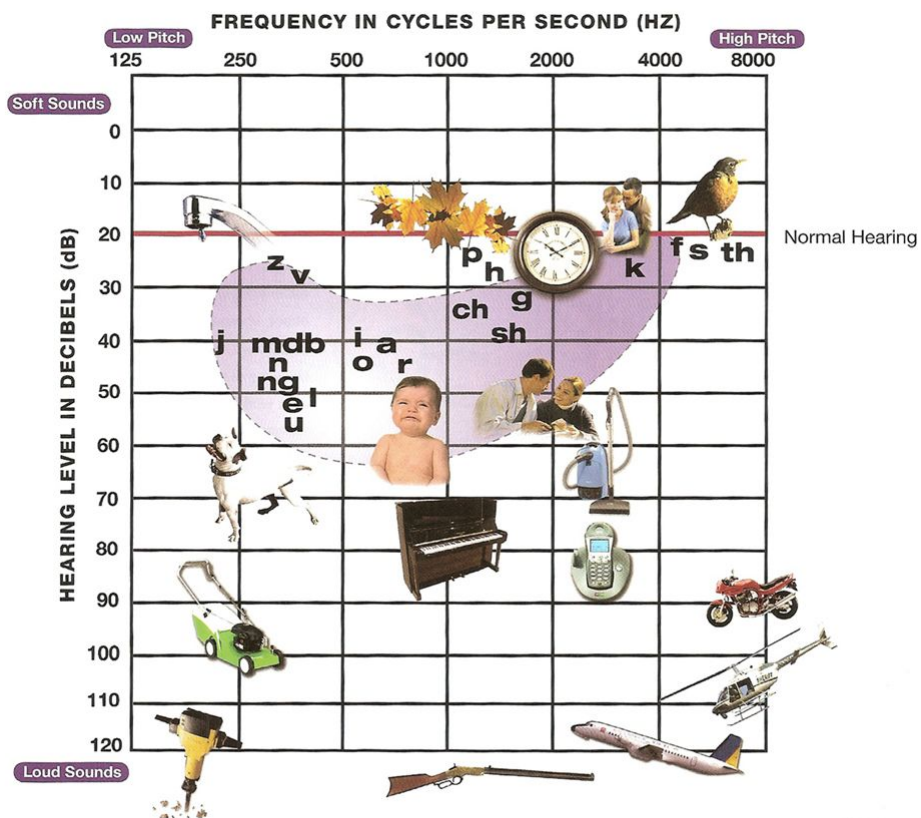 FREQUENCY IN CYCLES PER SECOND (HZ)
Low Pitch
High Pitch
125 250 500 1000 2000 4000 8000
Soft Sounds
HEARING LEVEL IN DECIBELS (dB)
0
10
20
Normal Hearing
z v p h k f s th
30
ch g
sh
40
j mdb i a
n o r
50
ng
e l
u
60
70
80
90
100
110
120
Loud Sounds